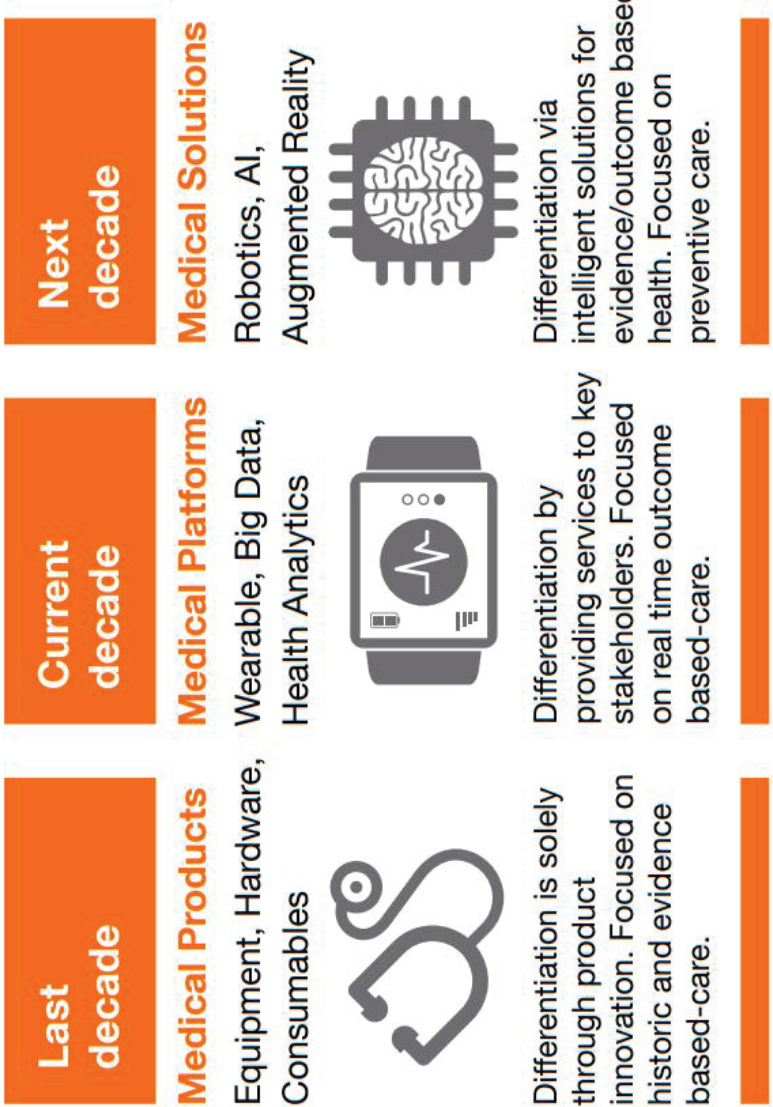 Last
decade
Medical Products
Equipment, Hardware,
Consumables
Differentiation is solely
through product
innovation. Focused on
historic and evidence
based-care.
Current
decade
Medical Platforms
Wearable, Big Data,
Health Analytics
Differentiation by
providing services to key
stakeholders. Focused
on real time outcome
based-care.
Next
decade
Medical Solutions
Robotics, AI,
Augmented Reality
Differentiation via
intelligent solutions for
evidence/outcome based
health. Focused on
preventive care.